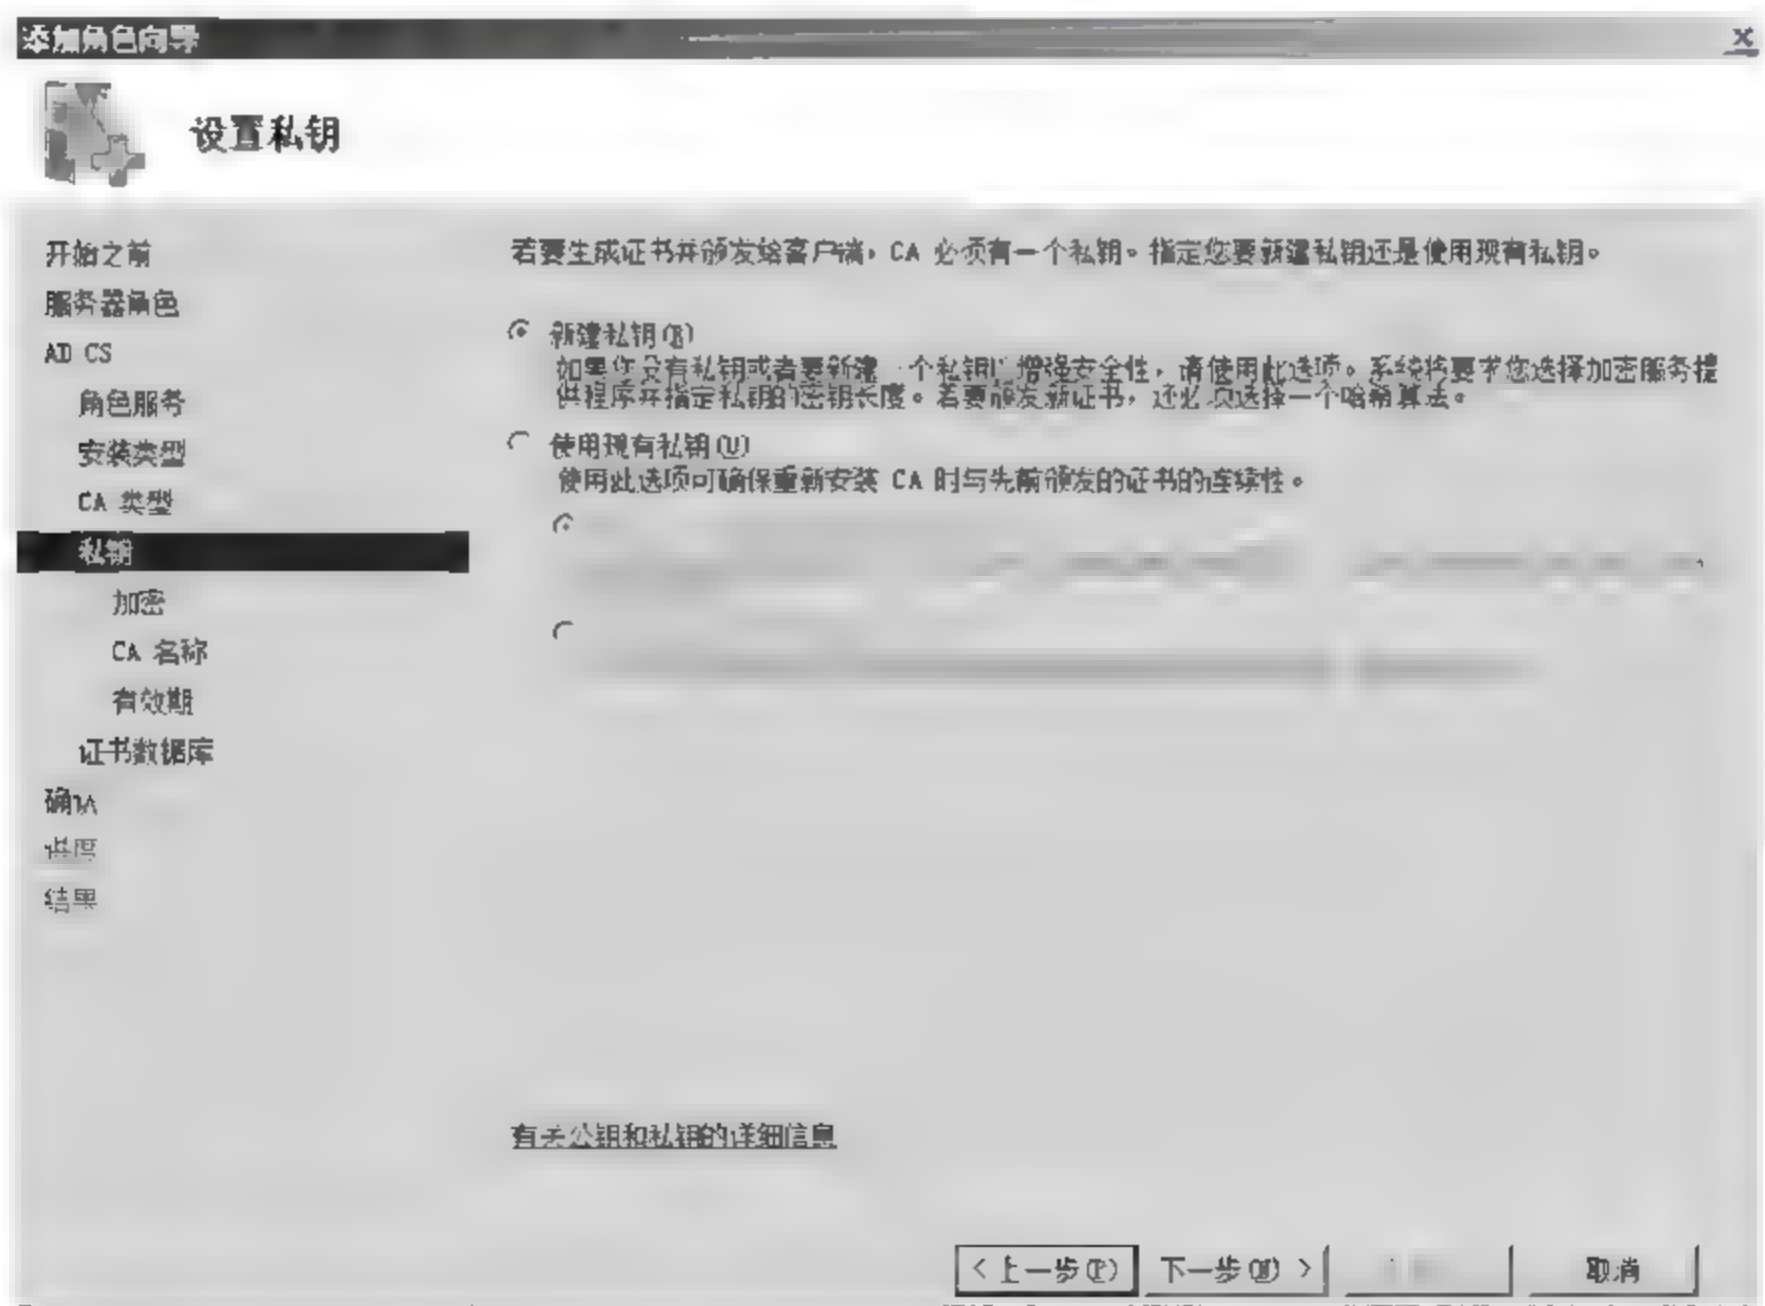 添加角色向导
设置私钥
开始之前
服务器角色
AD CS
角色服务
安装类型
CA 类型
私钥
加密
CA 名称
有效期
证书数据库
确认
进度
结果
若要生成证书并颁发给客户端，CA 必须有一个私钥。指定您要新建私钥还是使用现有私钥。
新建私钥(R)
如果您没有私钥或者要新建一个私钥以增强安全性，请使用此选项。系统将要求您选择加密服务提
供程序并指定私钥的密钥长度。若要颁发新证书，还必须选择一个哈希算法。
使用现有私钥(U)
使用此选项可确保重新安装 CA 时与先前颁发的证书的连续性。
有关公钥和私钥的详细信息
< 上一步(P)
下一步(N) >
取消